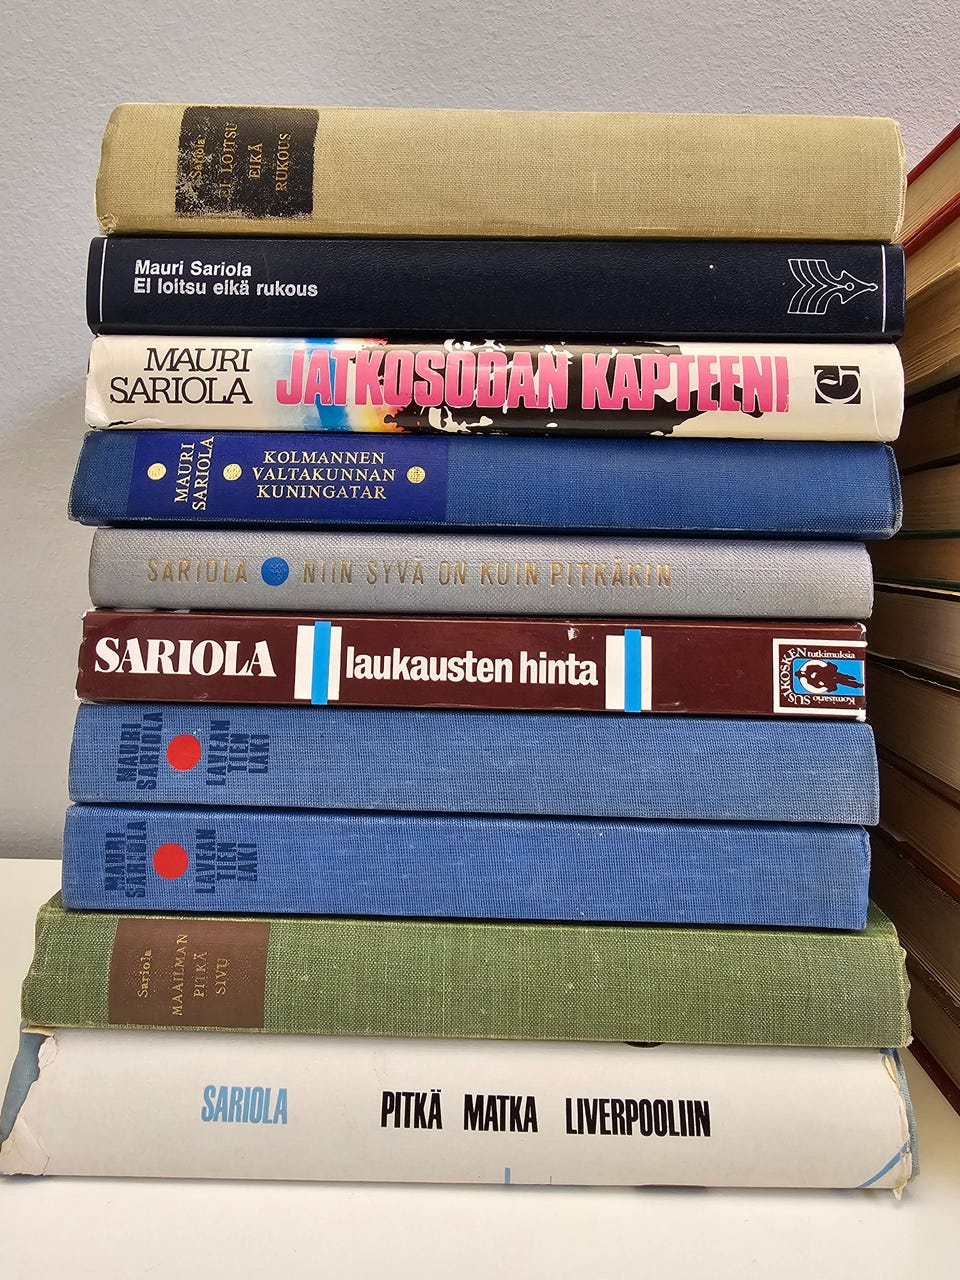 Sariola
EI LOITSU
EIKÄ
RUKOUS
Mauri Sariola
Ei loitsu eikä rukous
MAURI
SARIOLA
JATKOSODAN KAPTEENI
G
MAURI
SARIOLA
KOLMANNEN
VALTAKUNNAN
KUNINGATAR
SARIOLA NIIN SYVÄ ON KUIN PITKÄKIN
SARIOLA laukausten hinta
Komisario SUSIKOSKEN tutkimuksia
MAURI
SARIOLA
LAVEAN
TIEN
LAKI
MAURI
SARIOLA
LAVEAN
TIEN
LAKI
Sariola
MAAILMAN
PITKÄ
SIVU
SARIOLA PITKÄ MATKA LIVERPOOLIIN